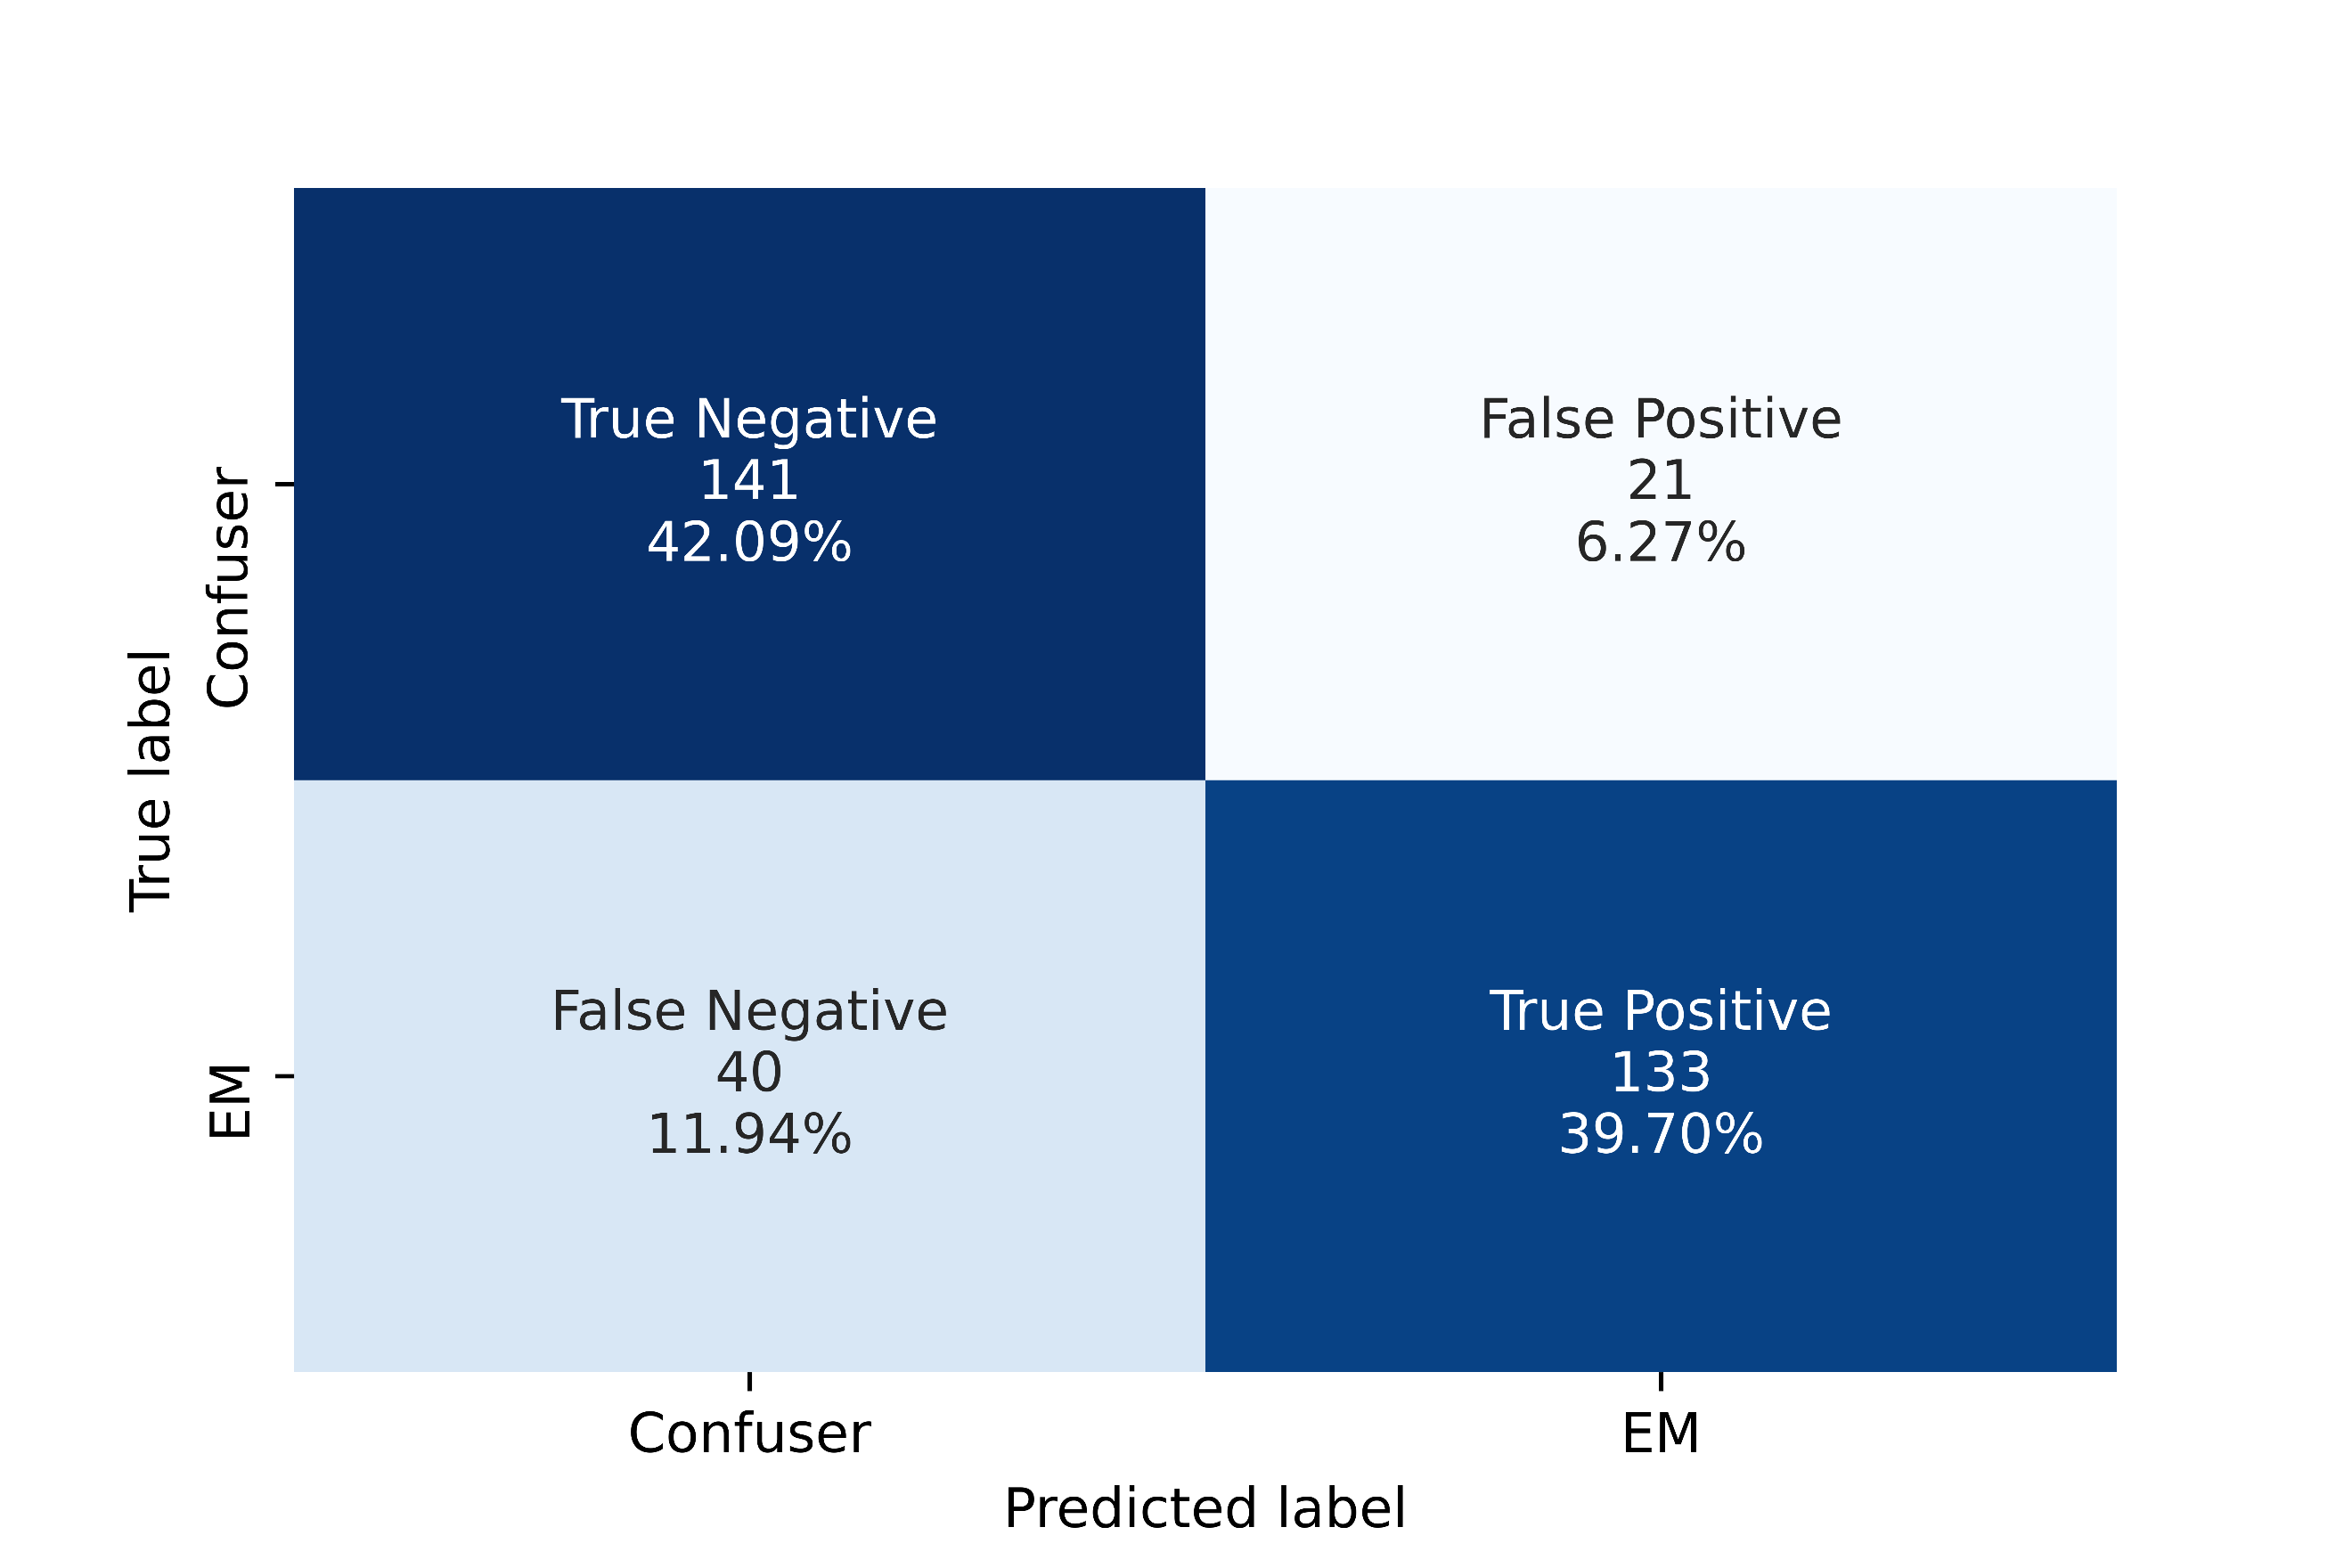 True label
Confuser
True Negative
141
42.09%
False Positive
21
6.27%
EM
False Negative
40
11.94%
True Positive
133
39.70%
Confuser
EM
Predicted label